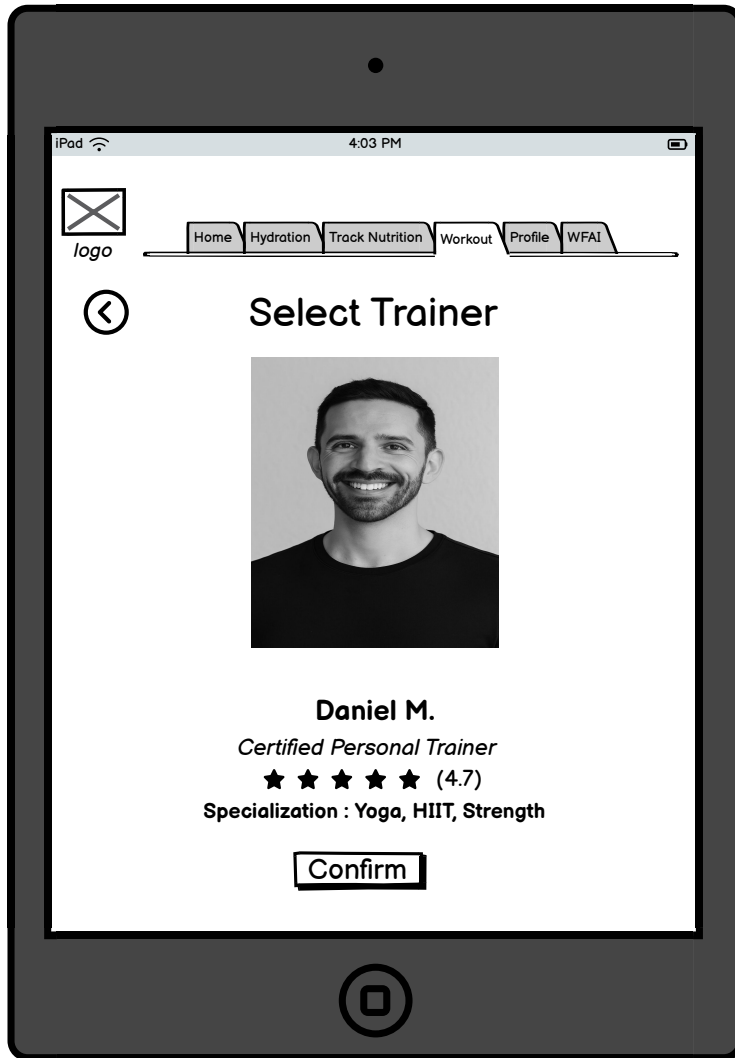 iPad 4:03 PM
logo
Home Hydration Track Nutrition Workout Profile WFAI
Select Trainer
Daniel M.
Certified Personal Trainer
(4.7)
Specialization : Yoga, HIIT, Strength
Confirm